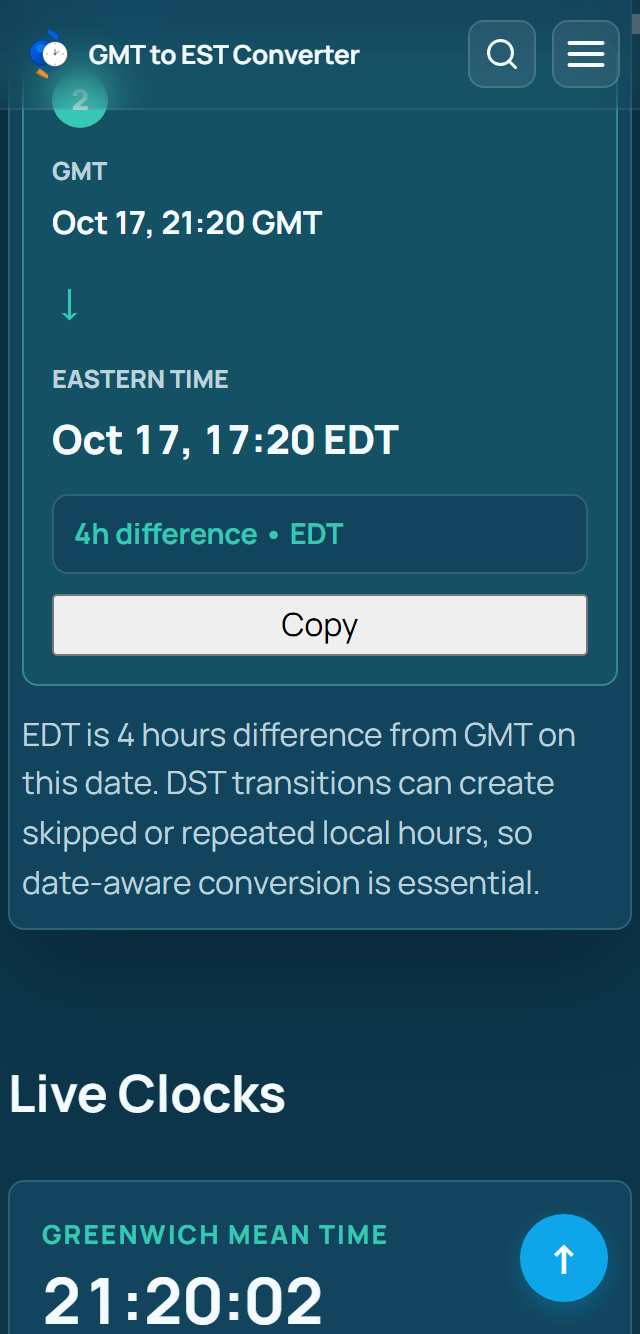 GMT to EST Converter
2
GMT
Oct 17, 21:20 GMT
↓
EASTERN TIME
Oct 17, 17:20 EDT
4h difference • EDT
Copy
EDT is 4 hours difference from GMT on
this date. DST transitions can create
skipped or repeated local hours, so
date-aware conversion is essential.
Live Clocks
GREENWICH MEAN TIME
↑
21:20:02